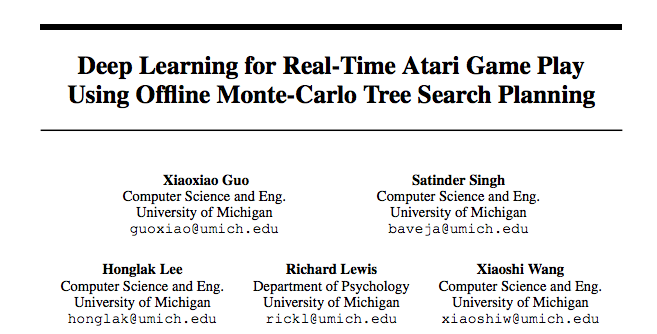 Deep Learning for Real-Time Atari Game Play
Using Offline Monte-Carlo Tree Search Planning
Xiaoxiao Guo
Computer Science and Eng.
University of Michigan
guoxiao@umich.edu
Satinder Singh
Computer Science and Eng.
University of Michigan
baveja@umich.edu
Honglak Lee
Computer Science and Eng.
University of Michigan
honglak@umich.edu
Richard Lewis
Department of Psychology
University of Michigan
rickl@umich.edu
Xiaoshi Wang
Computer Science and Eng.
University of Michigan
xiaoshiw@umich.edu